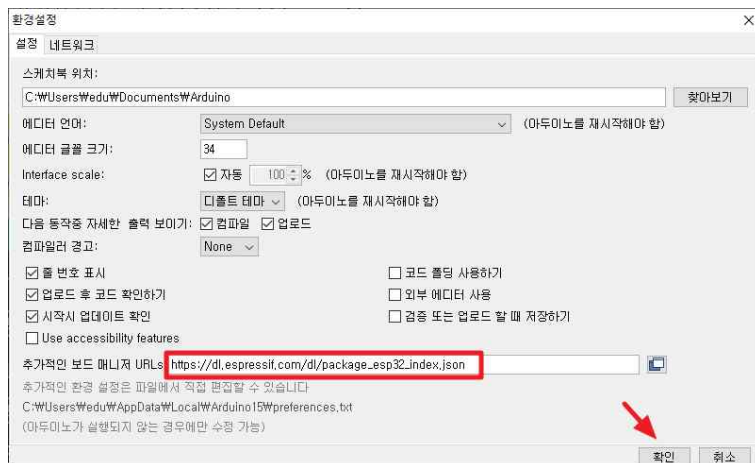 환경설정
설정 네트워크
스케치북 위치:
C:₩Users₩edu₩Documents₩Arduino 찾아보기
에디터 언어: System Default (아두이노를 재시작해야 함)
에디터 글꼴 크기: 34
Interface scale: 자동 100 % (아두이노를 재시작해야 함)
테마: 디폴트 테마 (아두이노를 재시작해야 함)
다음 동작중 자세한 출력 보이기: 컴파일 업로드
컴파일러 경고: None
줄 번호 표시 코드 폴딩 사용하기
업로드 후 코드 확인하기 외부 에디터 사용
시작시 업데이트 확인 검증 또는 업로드 할 때 저장하기
Use accessibility features
추가적인 보드 매니저 URLs: https://dl.espressif.com/dl/package_esp32_index.json
추가적인 환경 설정은 파일에서 직접 편집할 수 있습니다
C:₩Users₩edu₩AppData₩Local₩Arduino15₩preferences.txt
(아두이노가 실행되지 않는 경우에만 수정 가능)
확인 취소